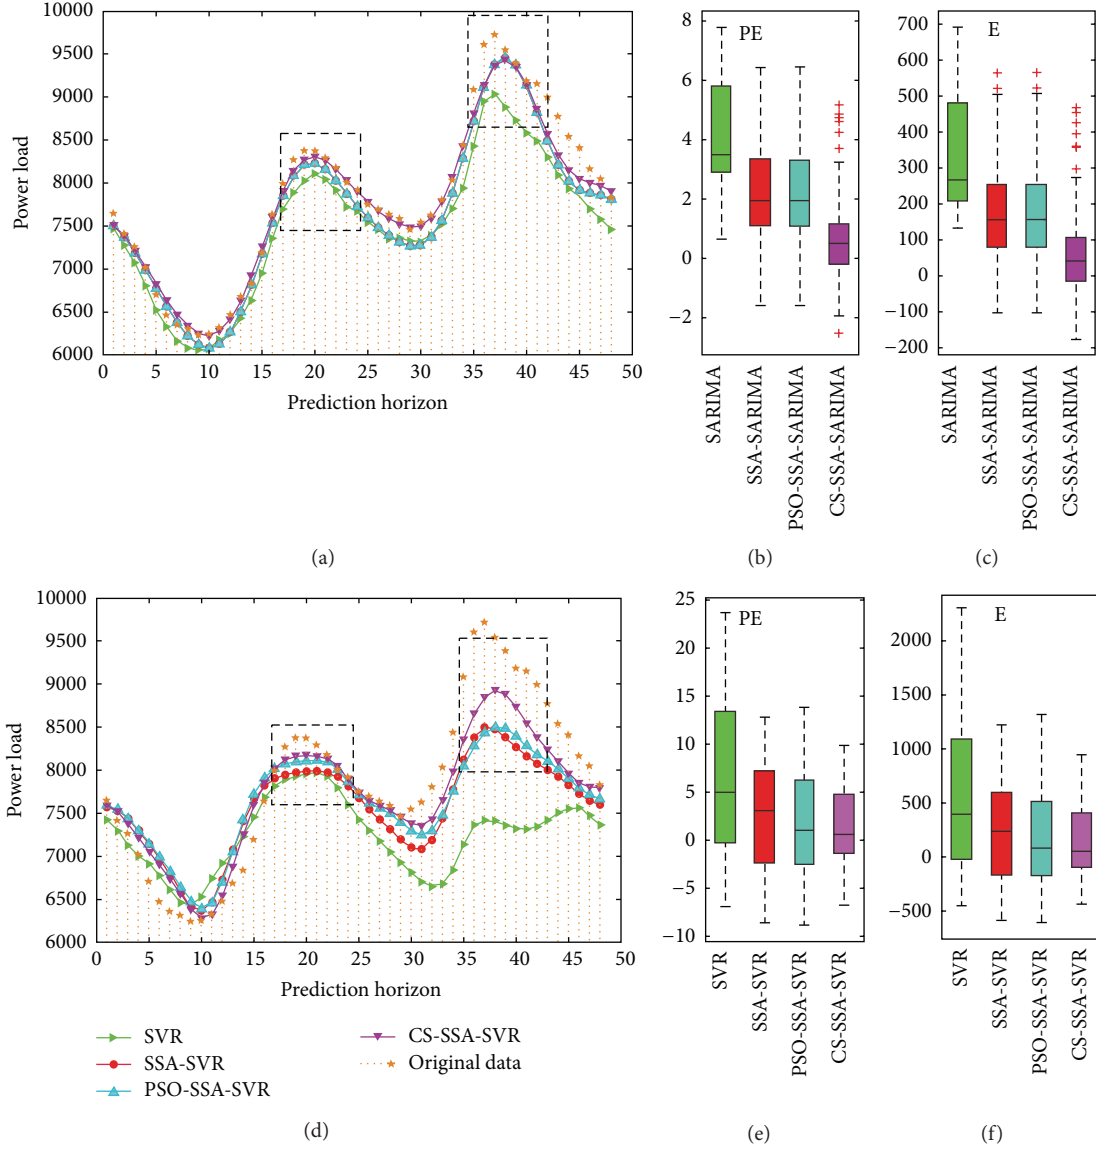 10000
9500
9000
8500
8000
7500
7000
6500
6000
Power load
0 5 10 15 20 25 30 35 40 45 50
Prediction horizon
(a)
8
6
4
2
0
−2
PE
SARIMA
SSA-SARIMA
PSO-SSA-SARIMA
CS-SSA-SARIMA
(b)
700
600
500
400
300
200
100
0
−100
−200
E
SARIMA
SSA-SARIMA
PSO-SSA-SARIMA
CS-SSA-SARIMA
(c)
10000
9500
9000
8500
8000
7500
7000
6500
6000
Power load
0 5 10 15 20 25 30 35 40 45 50
Prediction horizon
SVR
SSA-SVR
PSO-SSA-SVR
CS-SSA-SVR
Original data
(d)
25
20
15
10
5
0
−5
−10
PE
SVR
SSA-SVR
PSO-SSA-SVR
CS-SSA-SVR
(e)
2000
1500
1000
500
0
−500
E
SVR
SSA-SVR
PSO-SSA-SVR
CS-SSA-SVR
(f)